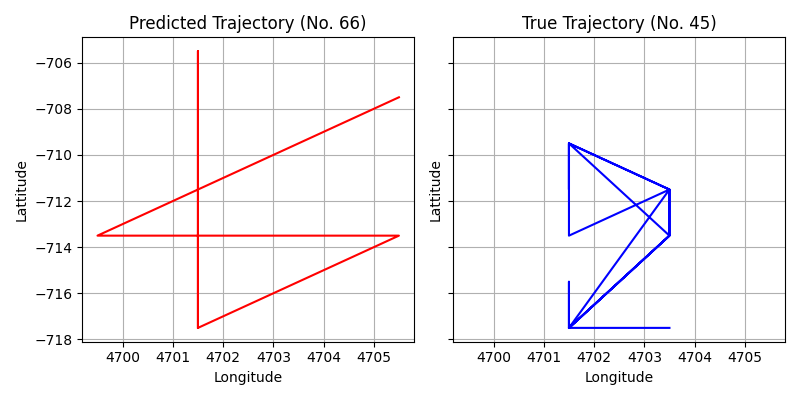 Predicted Trajectory (No. 66)
True Trajectory (No. 45)
Lattitude
−706
−708
−710
−712
−714
−716
−718
4700 4701 4702 4703 4704 4705
Longitude
Lattitude
4700 4701 4702 4703 4704 4705
Longitude